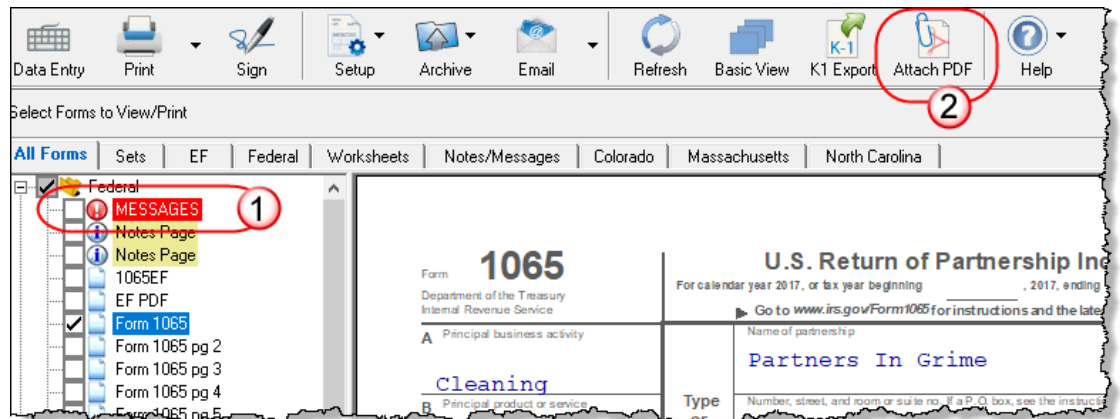 Data Entry Print Sign Setup Archive Email Refresh Basic View K-1 K1 Export Attach PDF Help
2
Select Forms to View/Print
All Forms Sets EF Federal Worksheets Notes/Messages Colorado Massachusetts North Carolina
Federal
MESSAGES 1
Notes Page
Notes Page
1065EF
EF PDF
Form 1065
Form 1065 pg 2
Form 1065 pg 3
Form 1065 pg 4
Form 1065 pg 5
Form 1065
Department of the Treasury
Internal Revenue Service
U.S. Return of Partnership Inc
For calendar year 2017, or tax year beginning , 2017, ending
▶ Go to www.irs.gov/Form1065 for instructions and the late
A Principal business activity
Cleaning
B Principal product or service
Name of partnership
Partners In Grime
Type
or
Number, street, and room or suite no. If a P.O. box, see the instruct